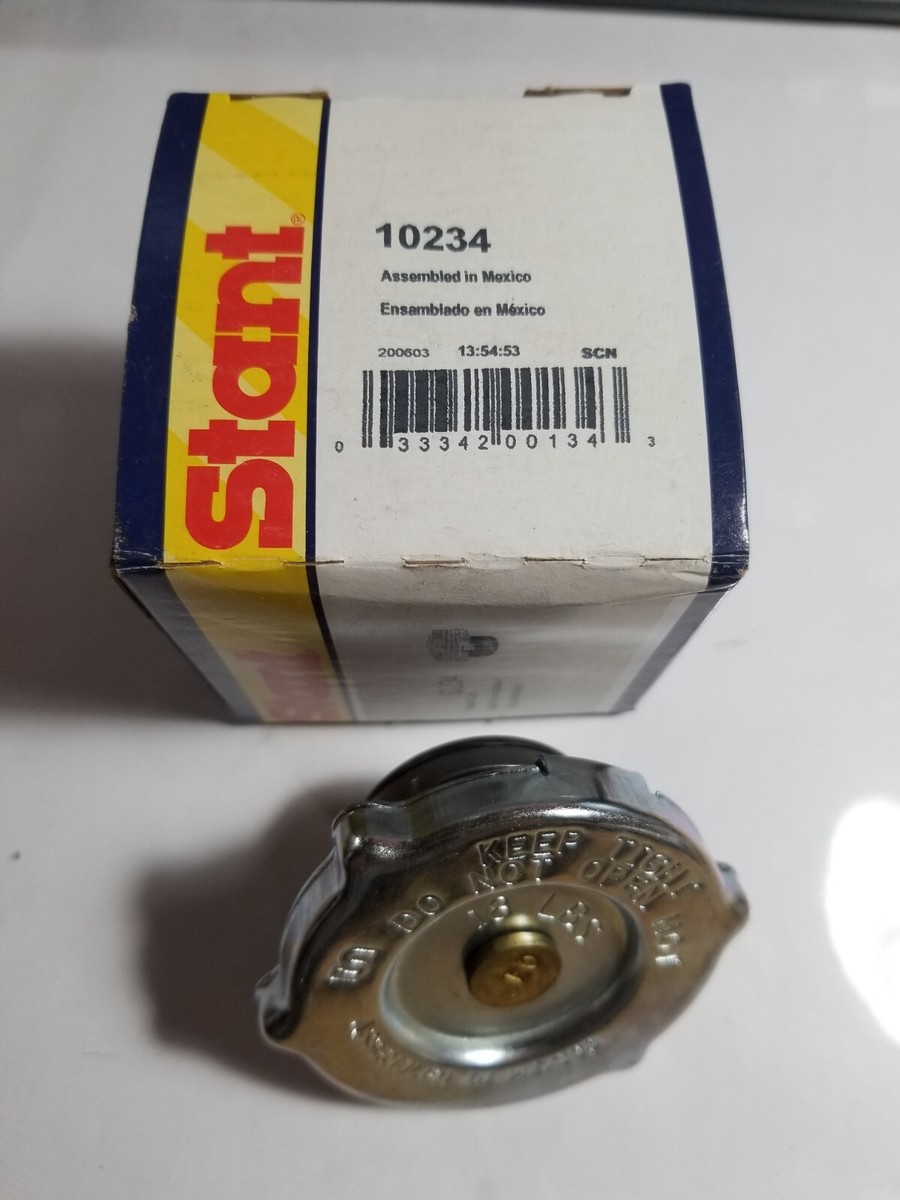 Stant®
10234
Assembled in Mexico
Ensamblado en México
200603 13:54:53 SCN
0 33342 00134 3
KEEP TIGHT
DO NOT OPEN HOT
LBS